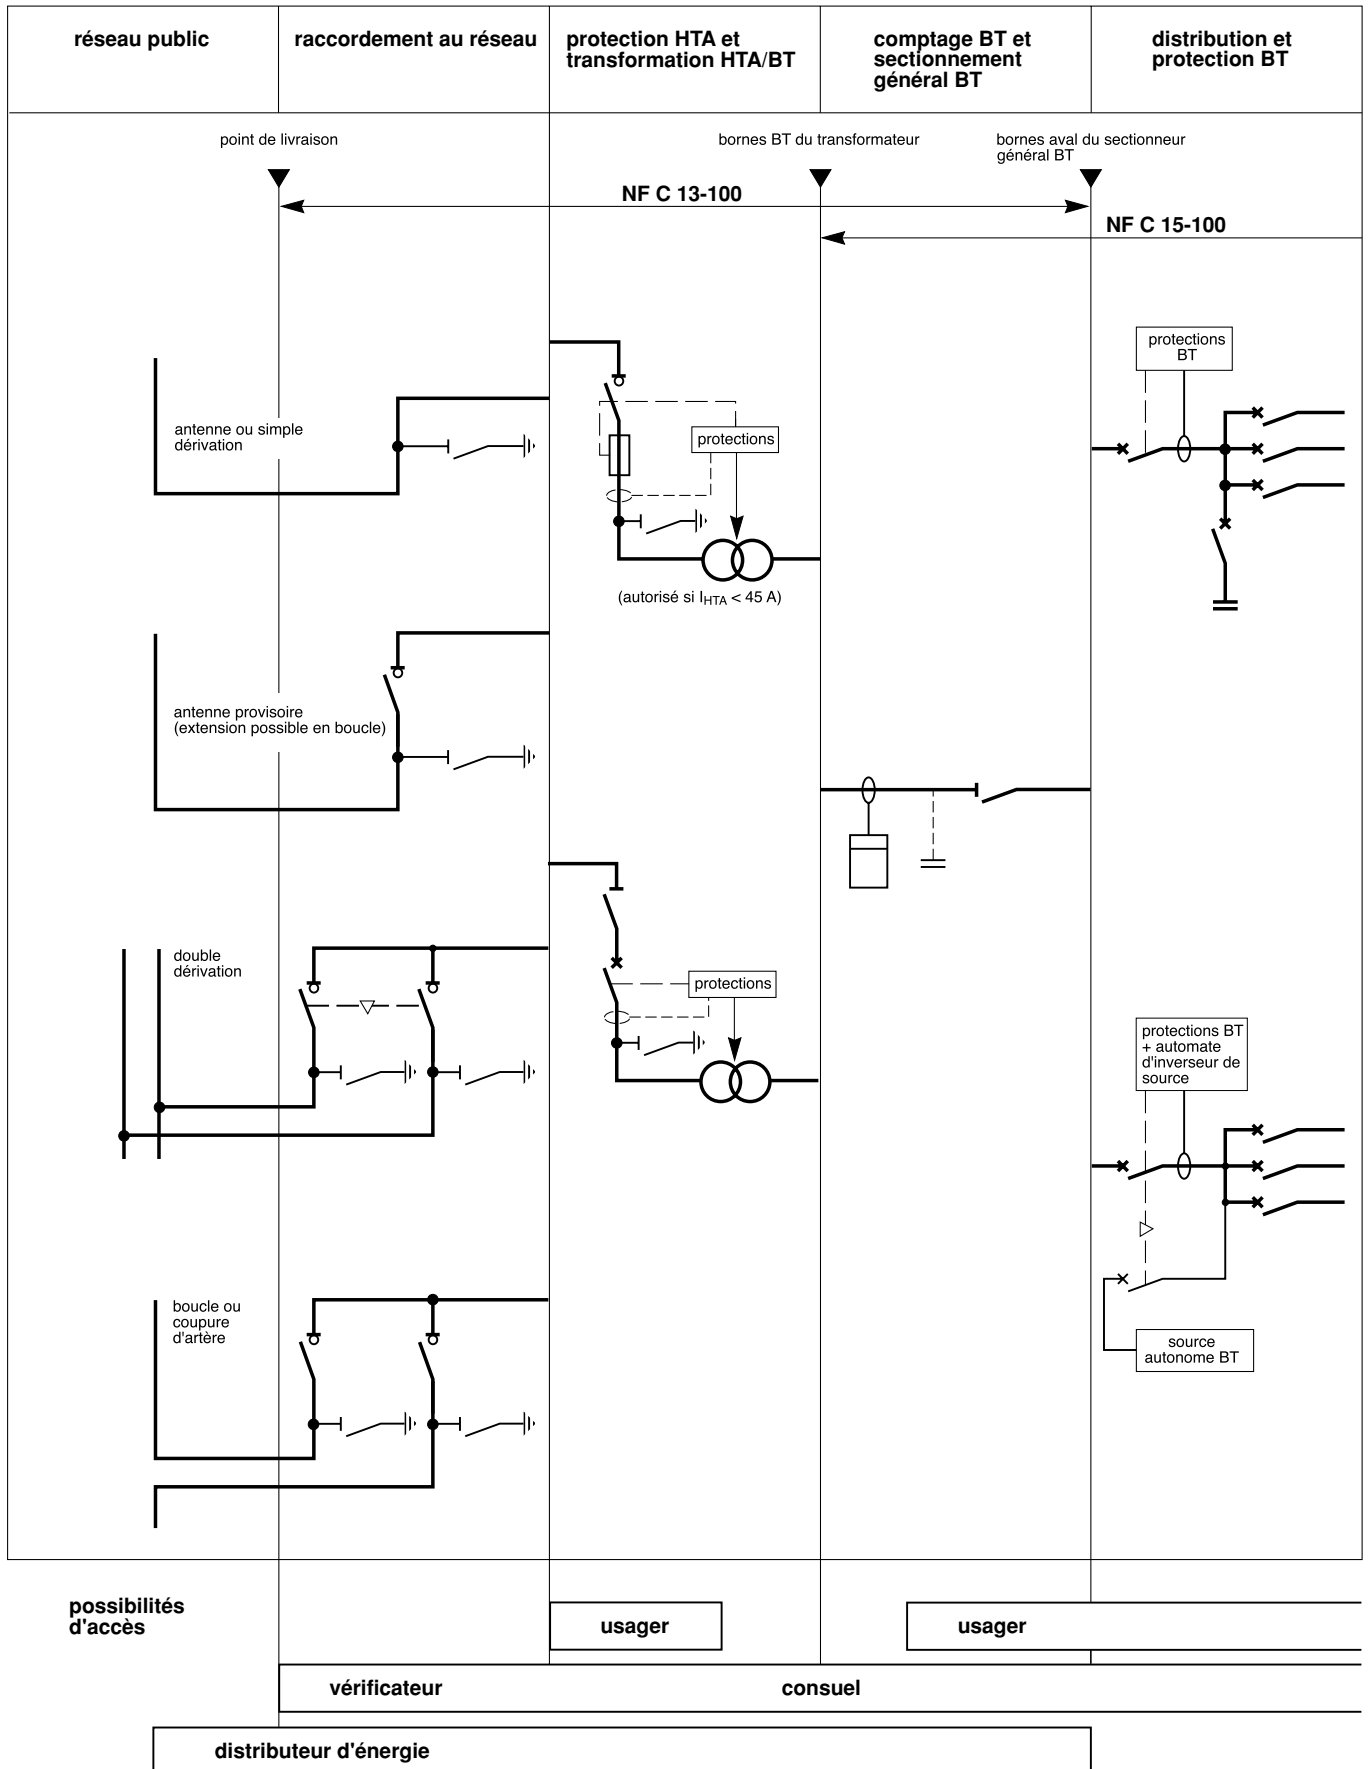 réseau public
raccordement au réseau
protection HTA et
transformation HTA/BT
comptage BT et
sectionnement
général BT
distribution et
protection BT
point de livraison
bornes BT du transformateur
bornes aval du sectionneur
général BT
NF C 13-100
NF C 15-100
protections
BT
antenne ou simple
dérivation
protections
(autorisé si IHTA < 45 A)
antenne provisoire
(extension possible en boucle)
double
dérivation
protections
protections BT
+ automate
d'inverseur de
source
boucle ou
coupure
d'artère
source
autonome BT
possibilités
d'accès
usager
usager
vérificateur
consuel
distributeur d'énergie